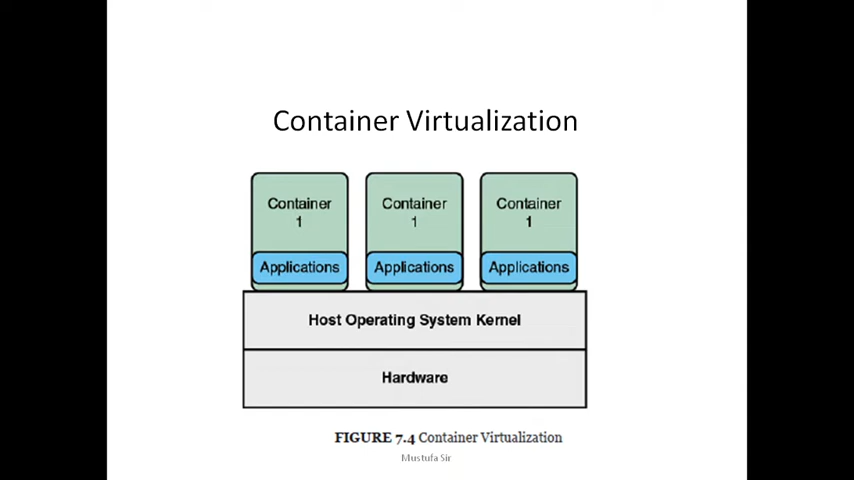 Container Virtualization
Container
1
Container
1
Container
1
Applications
Applications
Applications
Host Operating System Kernel
Hardware
FIGURE 7.4 Container Virtualization
Mustufa Sir